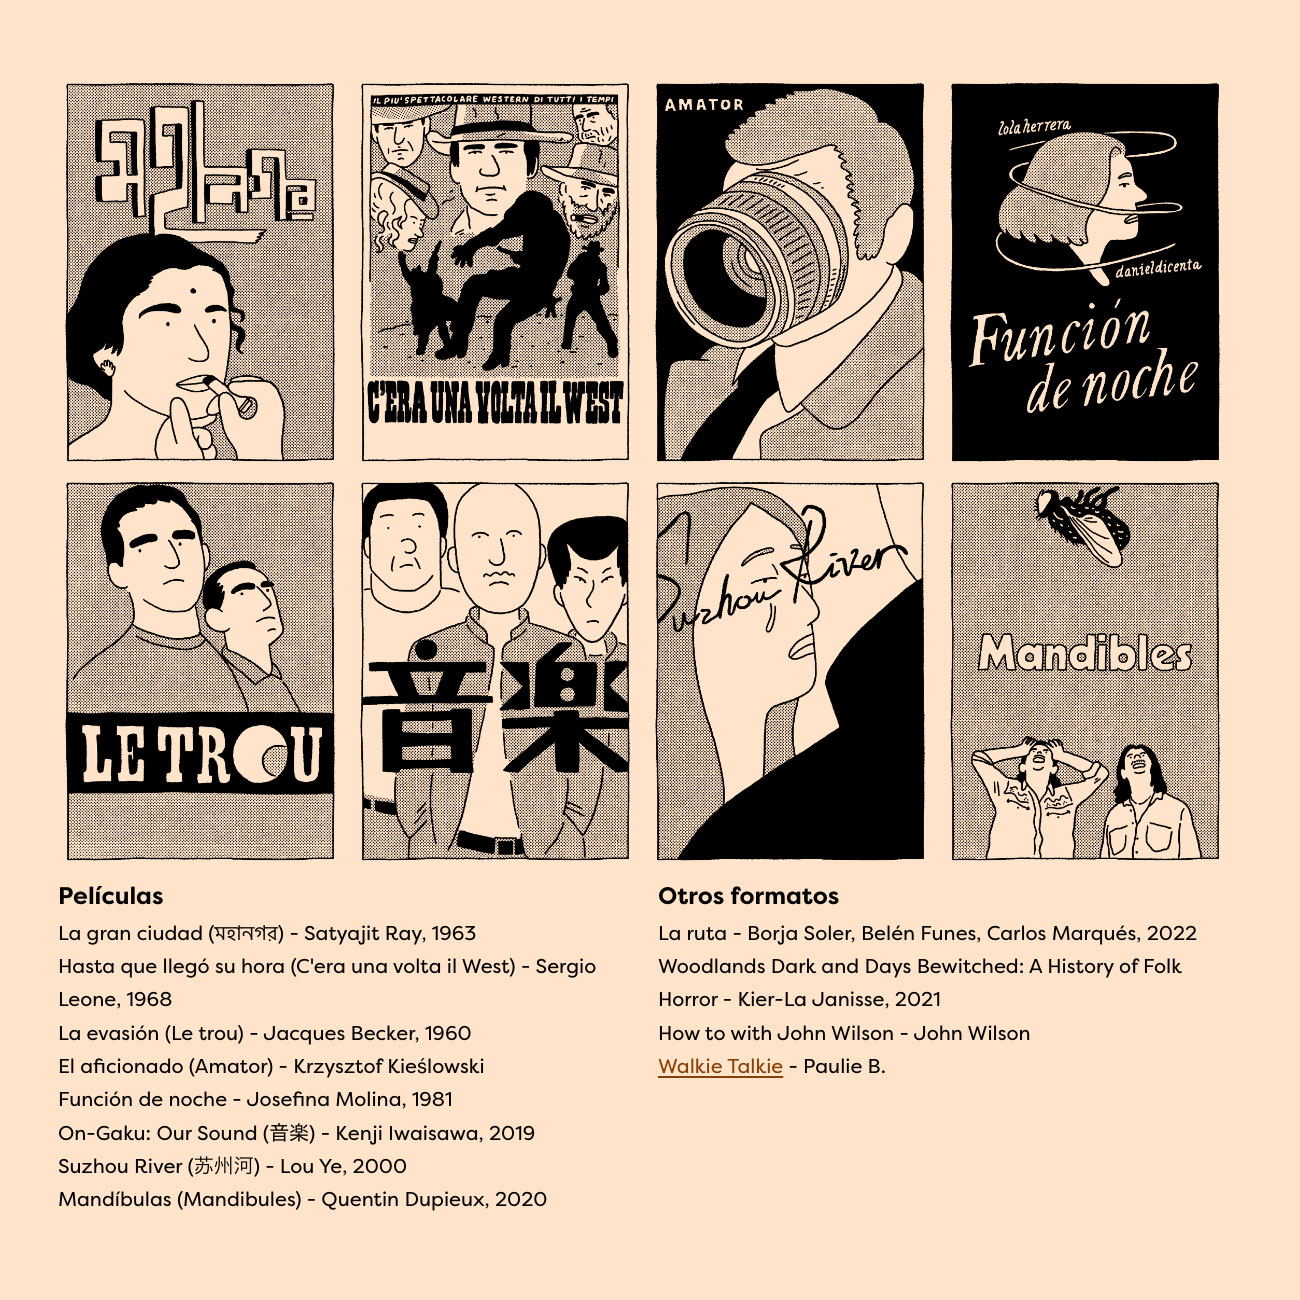 মহানগর
IL PIU' SPETTACOLARE WESTERN DI TUTTI I TEMPI
C'ERA UNA VOLTA IL WEST
AMATOR
lola herrera
daniel dicenta
Función
de noche
LE TROU
音楽
Suzhou River
Mandibles
Películas
La gran ciudad (মহানগর) - Satyajit Ray, 1963
Hasta que llegó su hora (C'era una volta il West) - Sergio
Leone, 1968
La evasión (Le trou) - Jacques Becker, 1960
El aficionado (Amator) - Krzysztof Kieślowski
Función de noche - Josefina Molina, 1981
On-Gaku: Our Sound (音楽) - Kenji Iwaisawa, 2019
Suzhou River (苏州河) - Lou Ye, 2000
Mandíbulas (Mandibules) - Quentin Dupieux, 2020
Otros formatos
La ruta - Borja Soler, Belén Funes, Carlos Marqués, 2022
Woodlands Dark and Days Bewitched: A History of Folk
Horror - Kier-La Janisse, 2021
How to with John Wilson - John Wilson
Walkie Talkie - Paulie B.